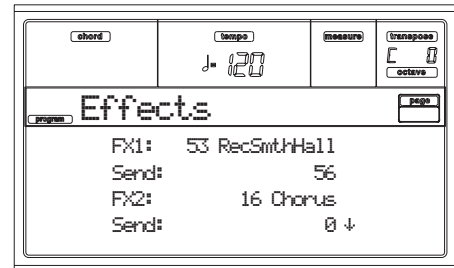 chord
tempo
measure
transpose
♩= 120
C 0
octave
Effects
program
page
FX1: 53 RecSmthHall
Send: 56
FX2: 16 Chorus
Send: 0 ↓